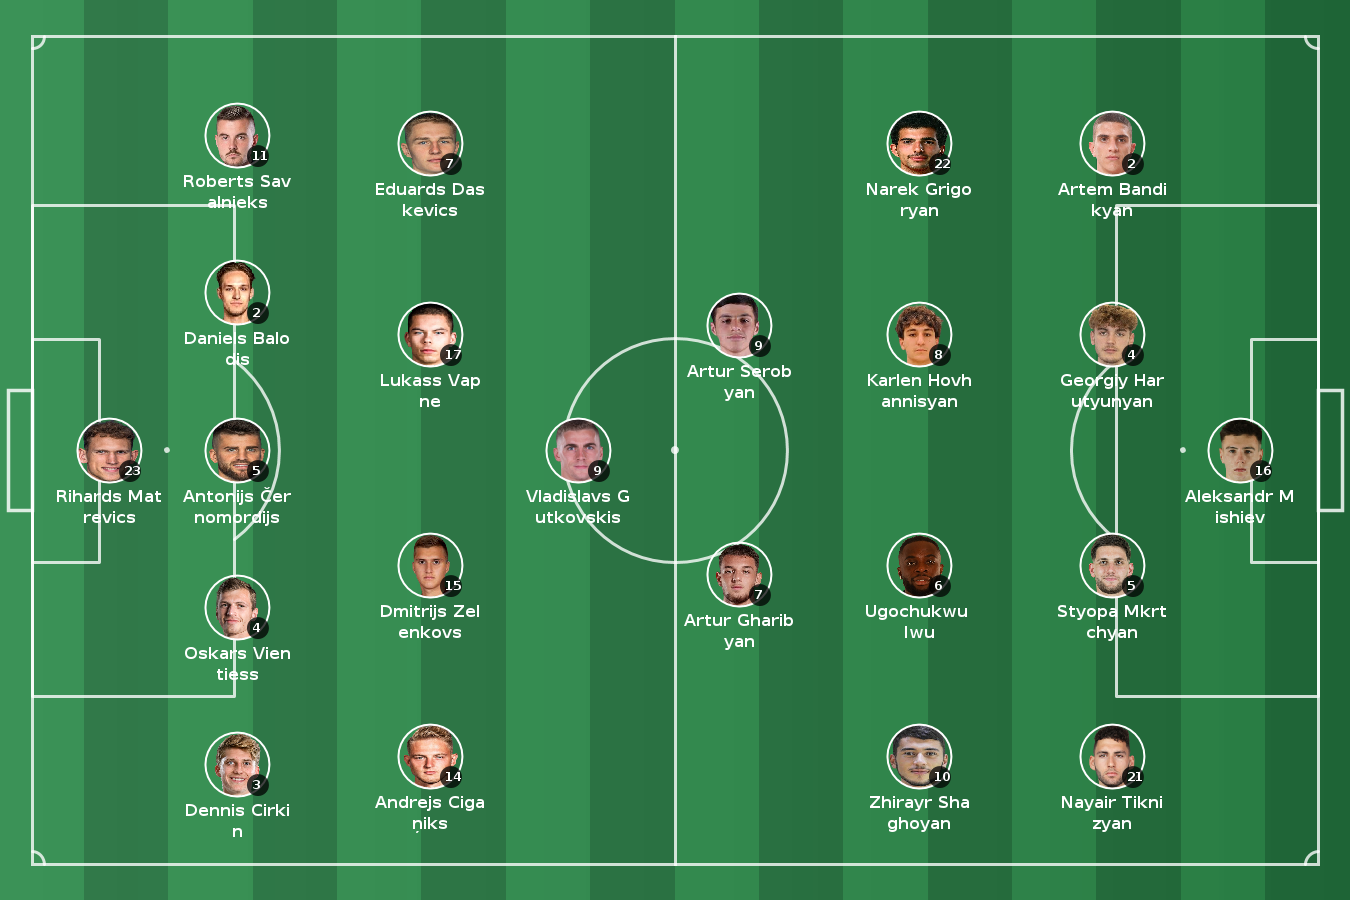 11
Roberts Sav
alnieks
7
Eduards Das
kevics
22
Narek Grigo
ryan
2
Artem Bandi
kyan
2
Daniels Balo
dis
17
Lukass Vap
ne
9
Artur Serob
yan
8
Karlen Hovh
annisyan
4
Georgiy Har
utyunyan
23
Rihards Mat
revics
5
Antonijs Čer
nomordijs
9
Vladislavs G
utkovskis
16
Aleksandr M
ishiev
4
Oskars Vien
tiess
15
Dmitrijs Zel
enkovs
7
Artur Gharib
yan
6
Ugochukwu
Iwu
5
Styopa Mkrt
chyan
3
Dennis Cirki
n
14
Andrejs Ciga
ņiks
10
Zhirayr Sha
ghoyan
21
Nayair Tikni
zyan